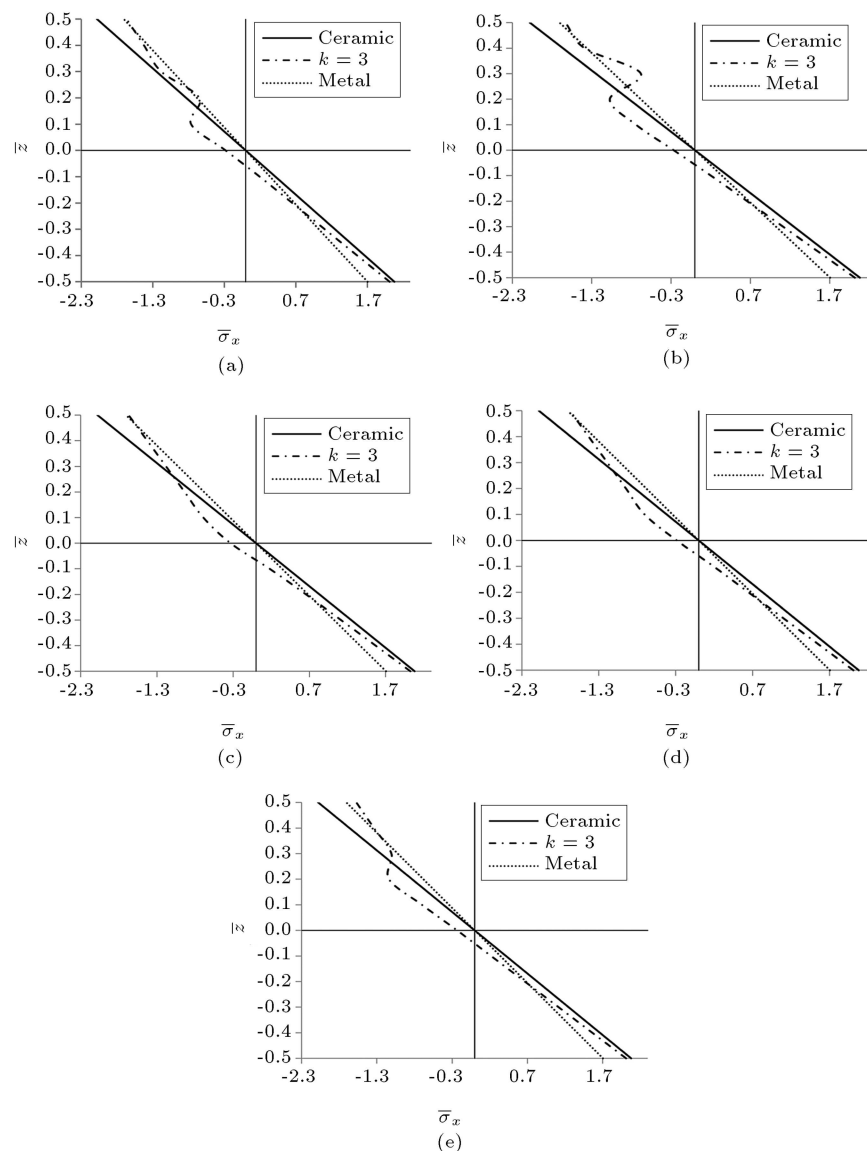 0.5
0.4
0.3
0.2
0.1
0.0
-0.1
-0.2
-0.3
-0.4
-0.5
z̅
-2.3 -1.3 -0.3 0.7 1.7
σ̅x
(a)
Ceramic
k = 3
Metal
0.5
0.4
0.3
0.2
0.1
0.0
-0.1
-0.2
-0.3
-0.4
-0.5
z̅
-2.3 -1.3 -0.3 0.7 1.7
σ̅x
(b)
Ceramic
k = 3
Metal
0.5
0.4
0.3
0.2
0.1
0.0
-0.1
-0.2
-0.3
-0.4
-0.5
z̅
-2.3 -1.3 -0.3 0.7 1.7
σ̅x
(c)
Ceramic
k = 3
Metal
0.5
0.4
0.3
0.2
0.1
0.0
-0.1
-0.2
-0.3
-0.4
-0.5
z̅
-2.3 -1.3 -0.3 0.7 1.7
σ̅x
(d)
Ceramic
k = 3
Metal
0.5
0.4
0.3
0.2
0.1
0.0
-0.1
-0.2
-0.3
-0.4
-0.5
z̅
-2.3 -1.3 -0.3 0.7 1.7
σ̅x
(e)
Ceramic
k = 3
Metal